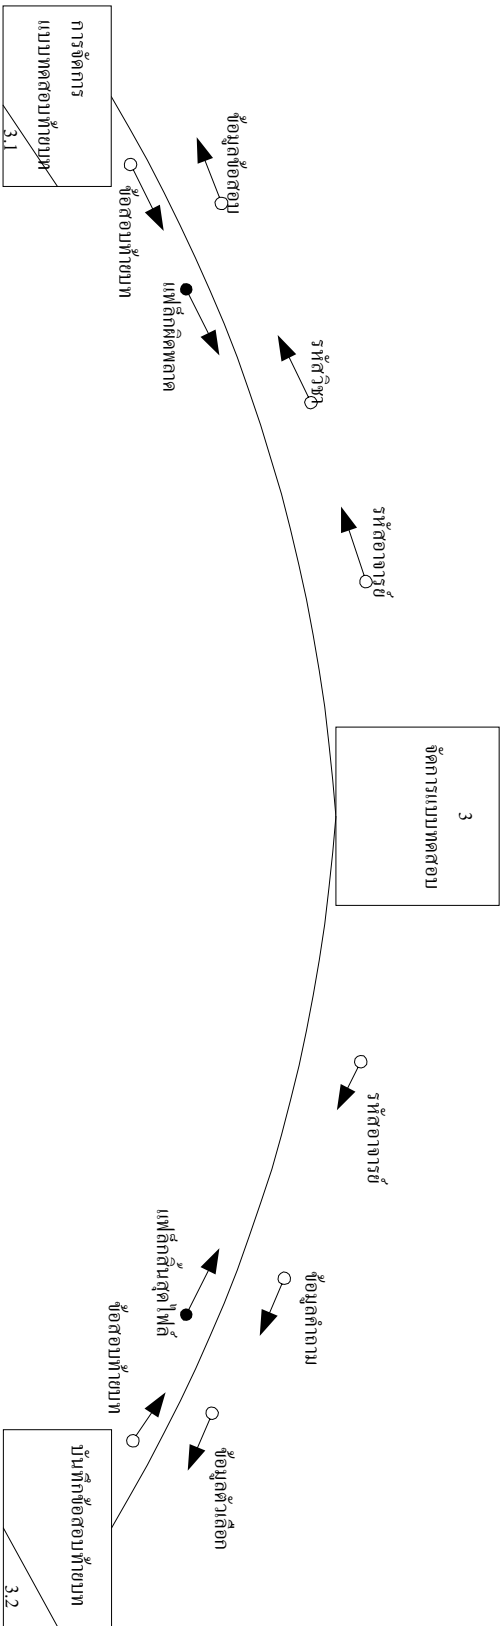 3
จัดการแบบทดสอบ
รหัสอาจารย์
รหัสวิชา
ข้อมูลข้อสอบ
แฟล็กผิดพลาด
ข้อสอบท้ายบท
การจัดการ
แบบทดสอบท้ายบท
3.1
รหัสอาจารย์
ข้อมูลคำถาม
ข้อมูลตัวเลือก
แฟล็กสิ้นสุดไฟล์
ข้อสอบท้ายบท
บันทึกข้อสอบท้ายบท
3.2